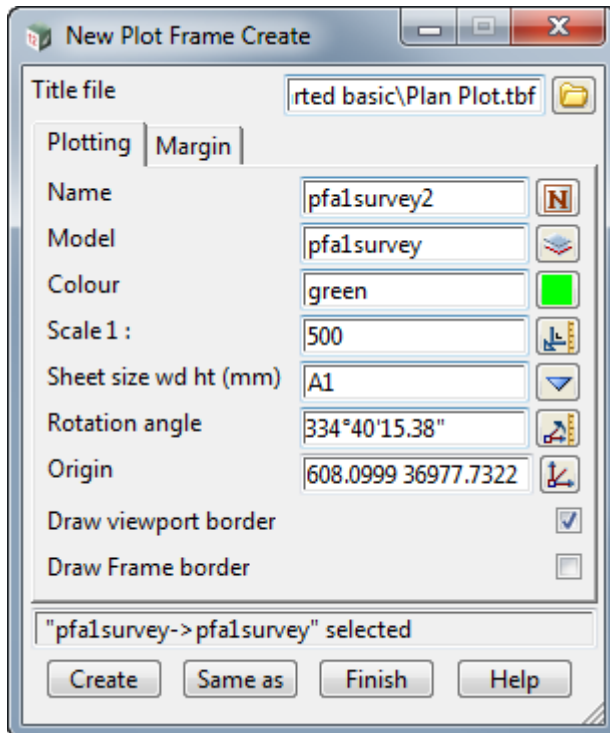 New Plot Frame Create
Title file rted basic\Plan Plot.tbf
Plotting Margin
Name pfa1survey2
Model pfa1survey
Colour green
Scale 1 : 500
Sheet size wd ht (mm) A1
Rotation angle 334°40'15.38"
Origin 608.0999 36977.7322
Draw viewport border
Draw Frame border
"pfa1survey->pfa1survey" selected
Create Same as Finish Help